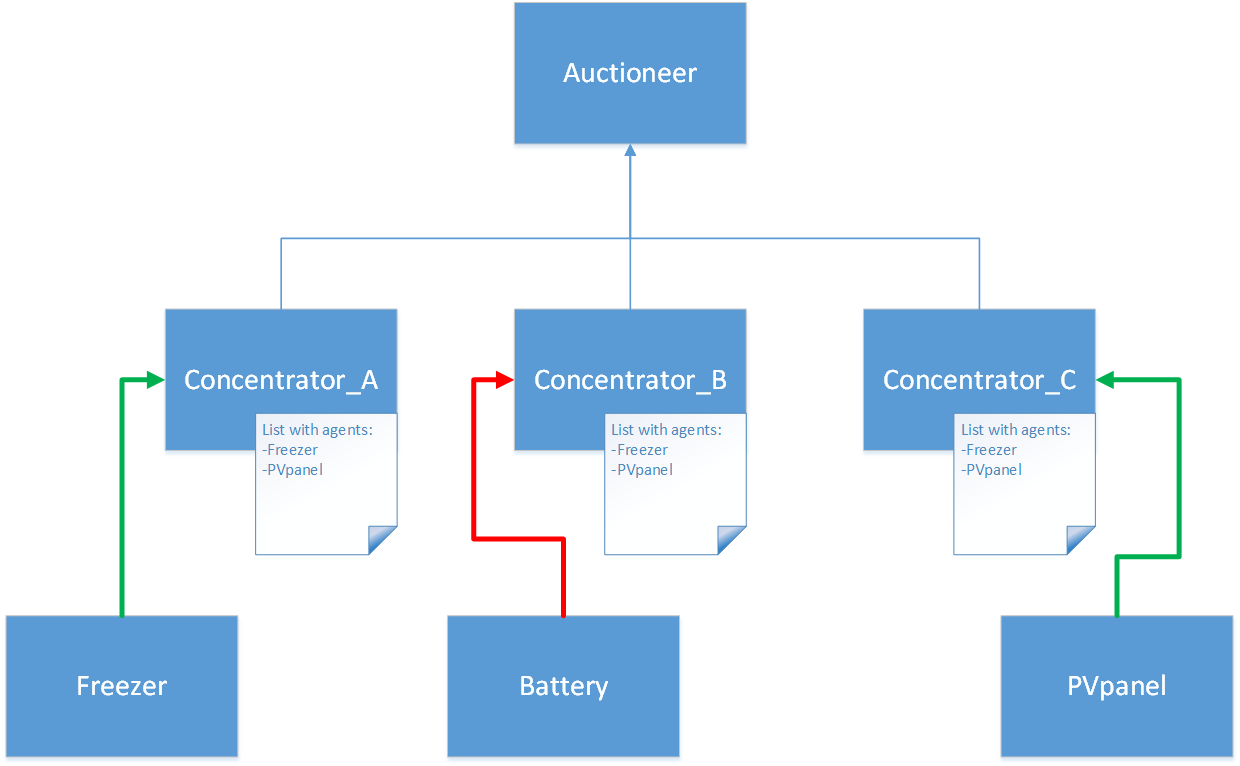 Auctioneer
Concentrator_A
List with agents:
-Freezer
-PVpanel
Concentrator_B
List with agents:
-Freezer
-PVpanel
Concentrator_C
List with agents:
-Freezer
-PVpanel
Freezer
Battery
PVpanel